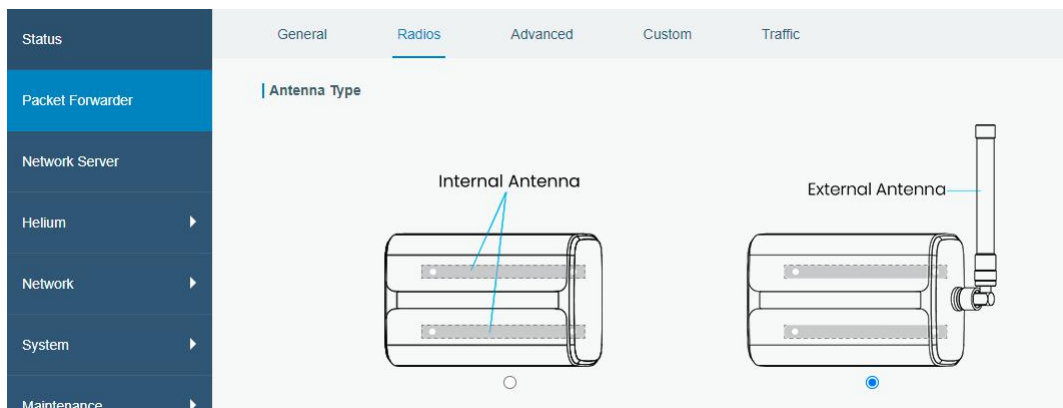 Status
Packet Forwarder
Network Server
Helium
Network
System
Maintenance
General Radios Advanced Custom Traffic
Antenna Type
Internal Antenna
External Antenna